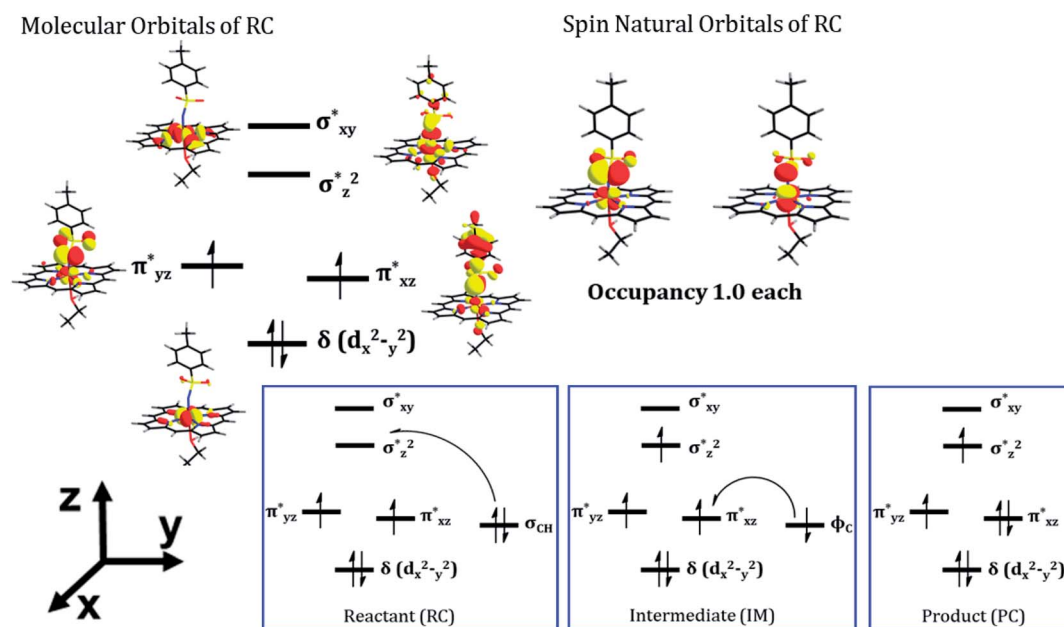 Molecular Orbitals of RC
Spin Natural Orbitals of RC
σ*xy
σ*z²
π*yz
π*xz
δ (dx²-y²)
Occupancy 1.0 each
z
y
x
σ*xy
σ*z²
π*yz
π*xz
σCH
δ (dx²-y²)
Reactant (RC)
σ*xy
σ*z²
π*yz
π*xz
ϕC
δ (dx²-y²)
Intermediate (IM)
σ*xy
σ*z²
π*yz
π*xz
δ (dx²-y²)
Product (PC)